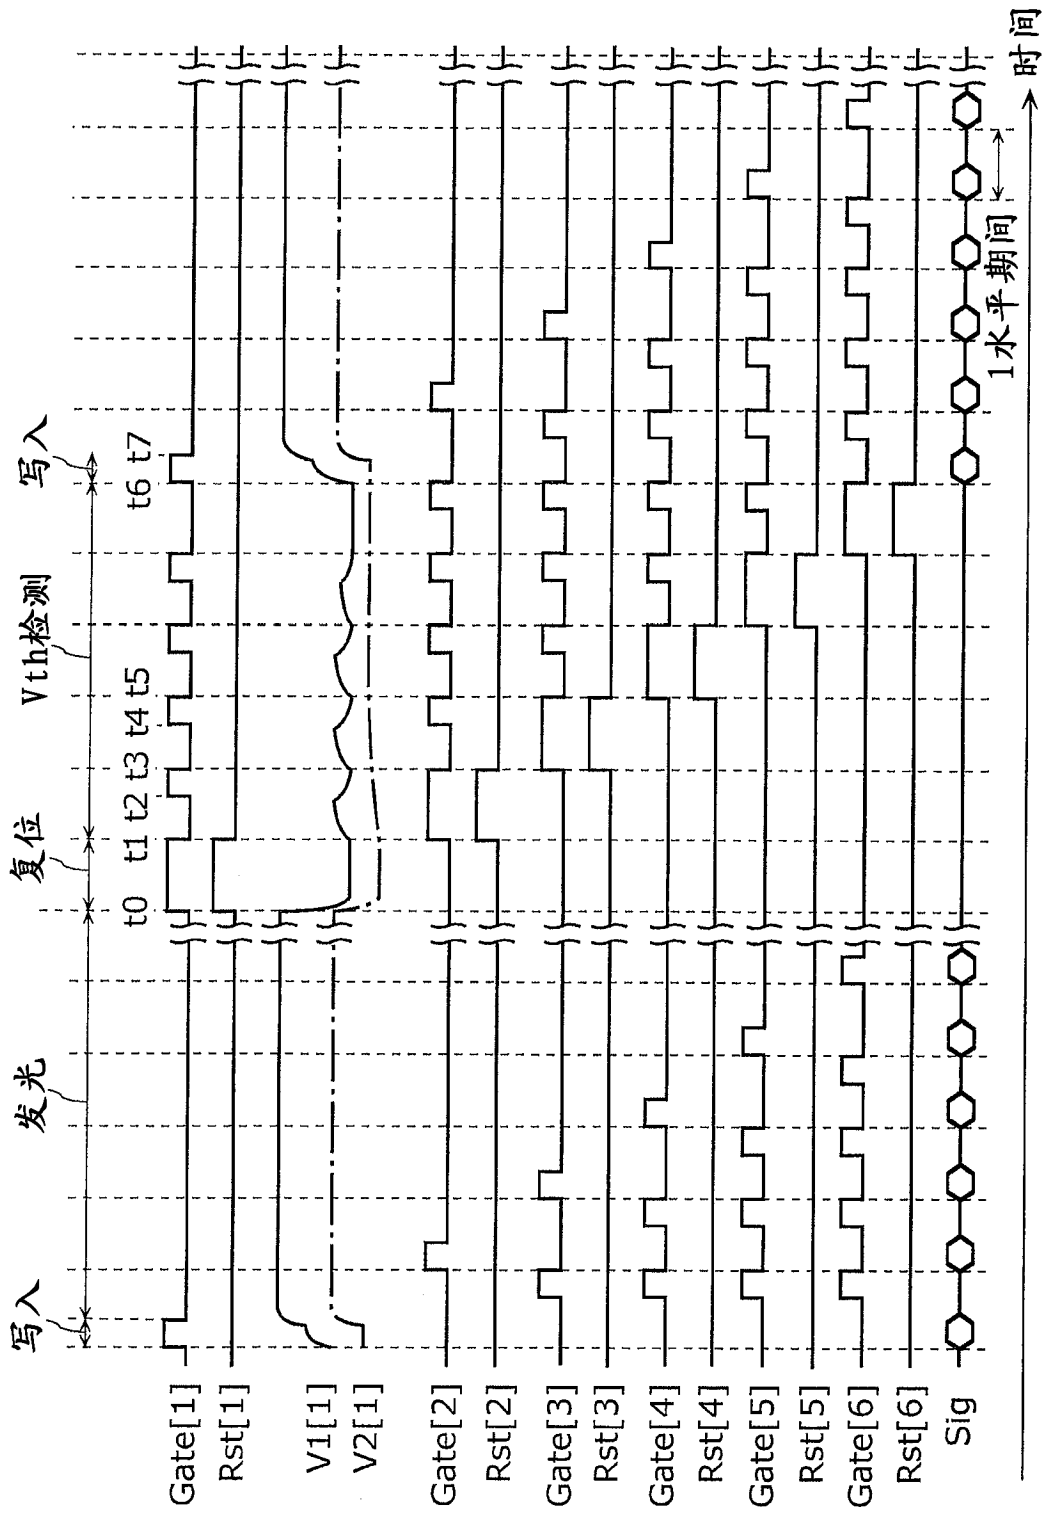 写入
发光
复位
Vth检测
写入
t0
t1
t2
t3
t4
t5
t6
t7
Gate[1]
Rst[1]
V1[1]
V2[1]
Gate[2]
Rst[2]
Gate[3]
Rst[3]
Gate[4]
Rst[4]
Gate[5]
Rst[5]
Gate[6]
Rst[6]
Sig
1水平期间
时间